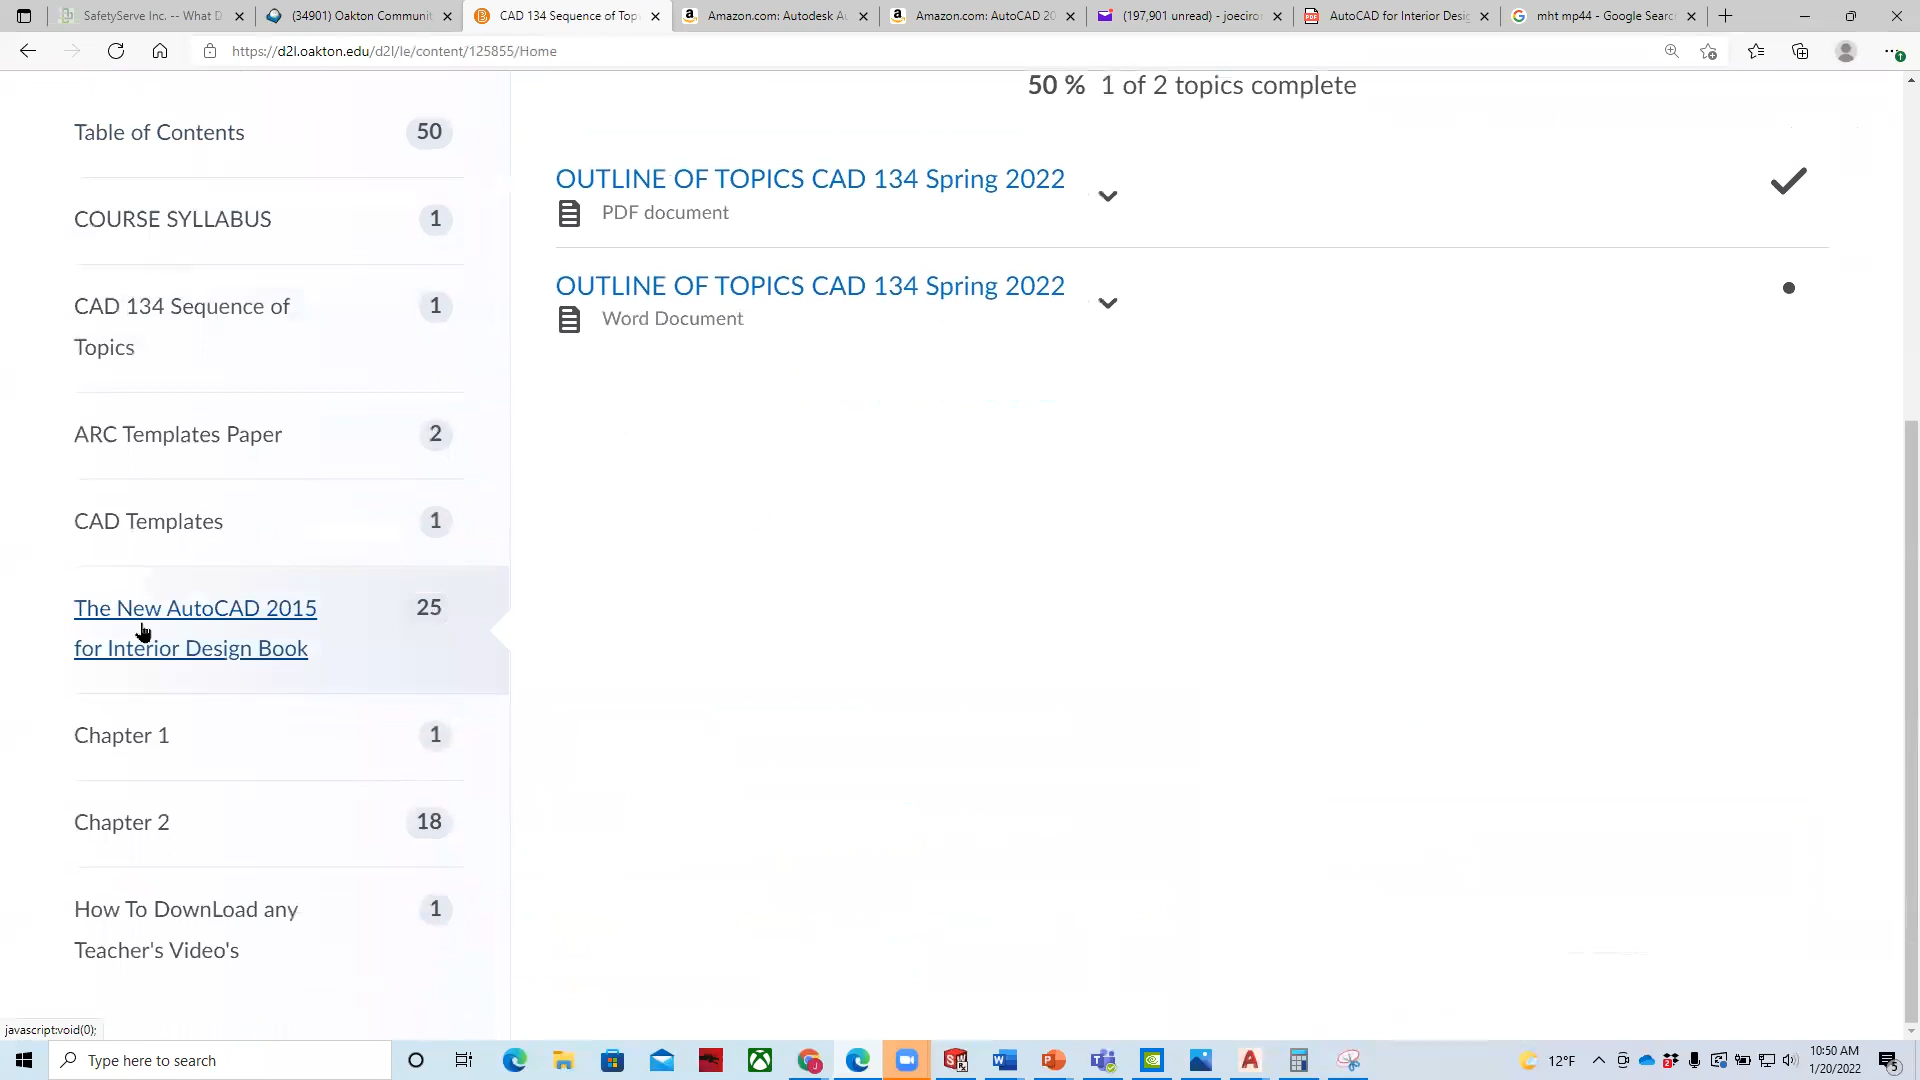 SafetyServe Inc. -- What D
(34901) Oakton Communit
CAD 134 Sequence of Top
Amazon.com: Autodesk Au
Amazon.com: AutoCAD 20
(197,901 unread) - joeciro
AutoCAD for Interior Desig
mht mp44 - Google Searc
https://d2l.oakton.edu/d2l/le/content/125855/Home
50 % 1 of 2 topics complete
Table of Contents 50
COURSE SYLLABUS 1
CAD 134 Sequence of 1
Topics
ARC Templates Paper 2
CAD Templates 1
The New AutoCAD 2015 25
for Interior Design Book
Chapter 1 1
Chapter 2 18
How To DownLoad any 1
Teacher's Video's
OUTLINE OF TOPICS CAD 134 Spring 2022
PDF document
OUTLINE OF TOPICS CAD 134 Spring 2022
Word Document
javascript:void(0);
Type here to search
12°F
10:50 AM
1/20/2022
5